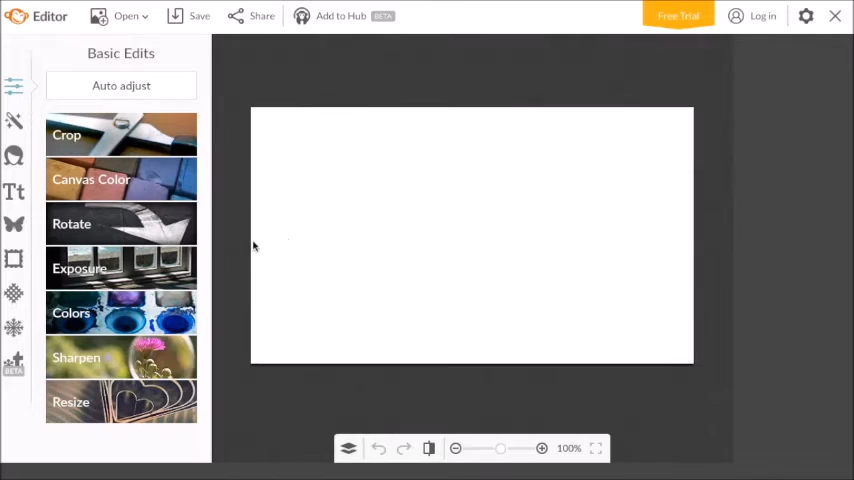 Editor Open Save Share Add to Hub BETA Free Trial Log in
Basic Edits
Auto adjust
Crop
Canvas Color
Tt
Rotate
Exposure
Colors
Sharpen
BETA
Resize
100%